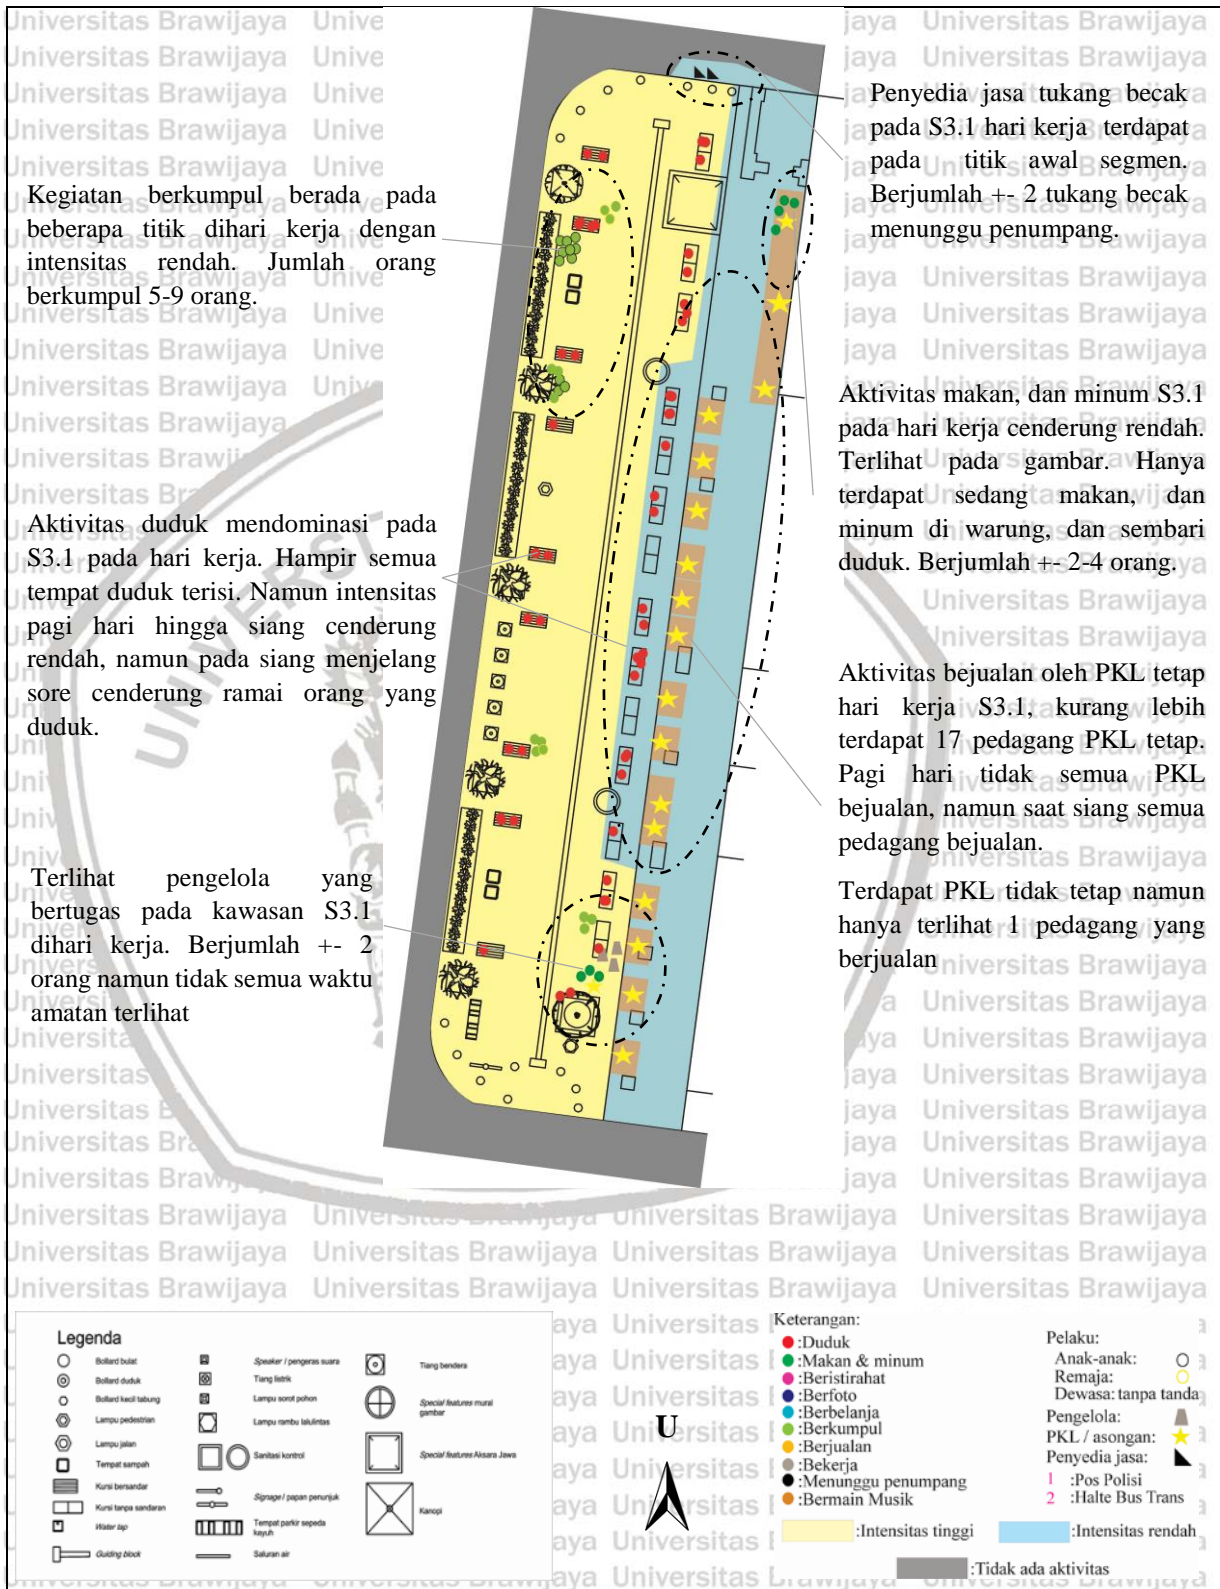 Penyedia jasa tukang becak
pada S3.1 hari kerja terdapat
pada titik awal segmen.
Berjumlah +- 2 tukang becak
menunggu penumpang.
Kegiatan berkumpul berada pada
beberapa titik dihari kerja dengan
intensitas rendah. Jumlah orang
berkumpul 5-9 orang.
Aktivitas makan, dan minum S3.1
pada hari kerja cenderung rendah.
Terlihat pada gambar. Hanya
terdapat sedang makan, dan
minum di warung, dan sembari
duduk. Berjumlah +- 2-4 orang.
Aktivitas duduk mendominasi pada
S3.1 pada hari kerja. Hampir semua
tempat duduk terisi. Namun intensitas
pagi hari hingga siang cenderung
rendah, namun pada siang menjelang
sore cenderung ramai orang yang
duduk.
Aktivitas bejualan oleh PKL tetap
hari kerja S3.1, kurang lebih
terdapat 17 pedagang PKL tetap.
Pagi hari tidak semua PKL
bejualan, namun saat siang semua
pedagang bejualan.
Terdapat PKL tidak tetap namun
hanya terlihat 1 pedagang yang
berjualan
Terlihat pengelola yang
bertugas pada kawasan S3.1
dihari kerja. Berjumlah +- 2
orang namun tidak semua waktu
amatan terlihat
Legenda
Bollard bulat
Bollard duduk
Bollard kecil tabung
Lampu pedestrian
Lampu jalan
Tempat sampah
Kursi bersandar
Kursi tanpa sandaran
Water tap
Guiding block
Speaker / pengeras suara
Tiang listrik
Lampu sorot pohon
Lampu rambu lalulintas
Sanitasi kontrol
Signage / papan penunjuk
Tempat parkir sepeda
kayuh
Saluran air
Tiang bendera
Special features mural
gambar
Special features Aksara Jawa
Kanopi
U
Keterangan:
:Duduk
:Makan & minum
:Beristirahat
:Berfoto
:Berbelanja
:Berkumpul
:Berjualan
:Bekerja
:Menunggu penumpang
:Bermain Musik
Pelaku:
Anak-anak:
Remaja:
Dewasa: tanpa tanda
Pengelola:
PKL / asongan:
Penyedia jasa:
1 :Pos Polisi
2 :Halte Bus Trans
:Intensitas tinggi
:Intensitas rendah
:Tidak ada aktivitas